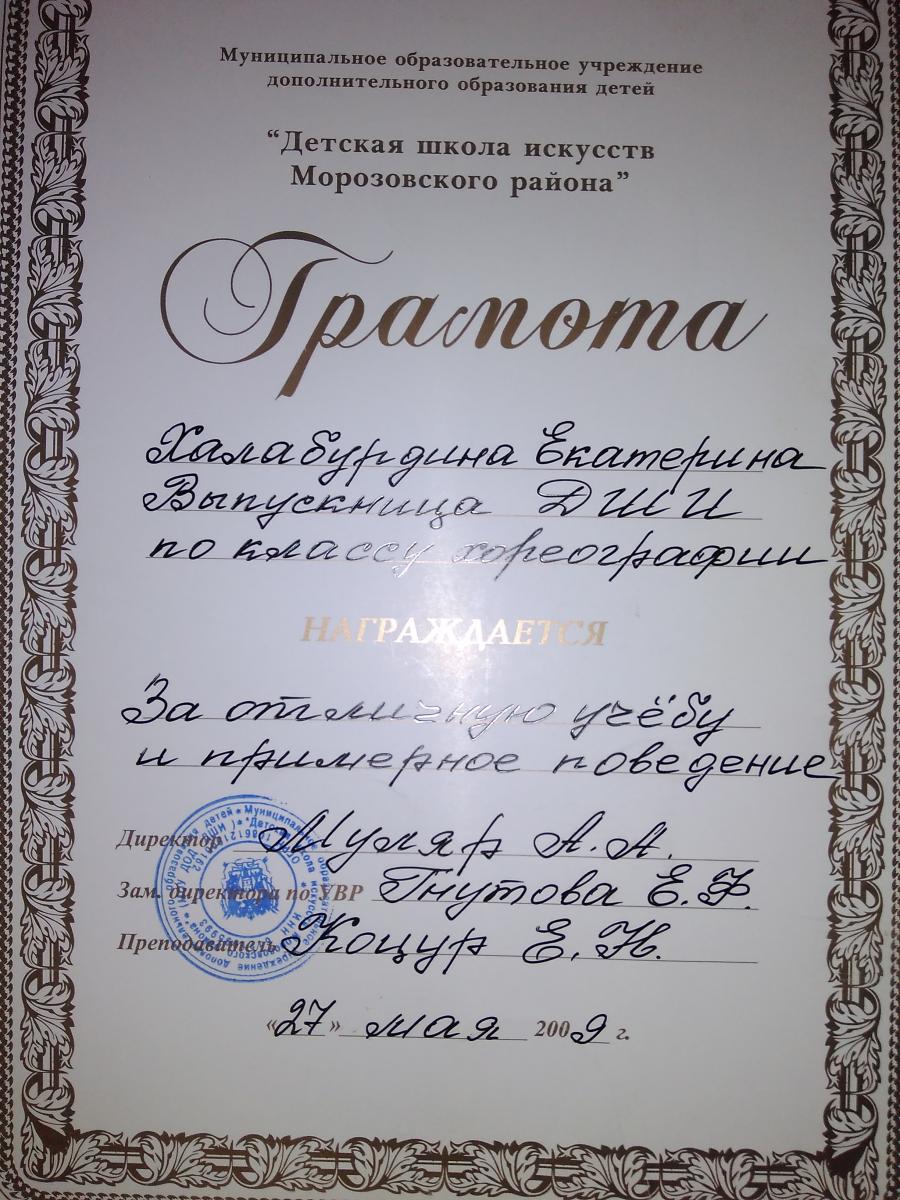 Муниципальное образовательное учреждение
дополнительного образования детей
“Детская школа искусств
Морозовского района”
Грамота
Халабурдина Екатерина
Выпускница ДШИ
по классу хореографии
НАГРАЖДАЕТСЯ
За отличную учёбу
и примерное поведение
Директор Муляр А.А.
Зам. директора по УВР Гнутова Е.Ф.
Преподаватель Коцур Е.Н.
«27» мая 2009 г.